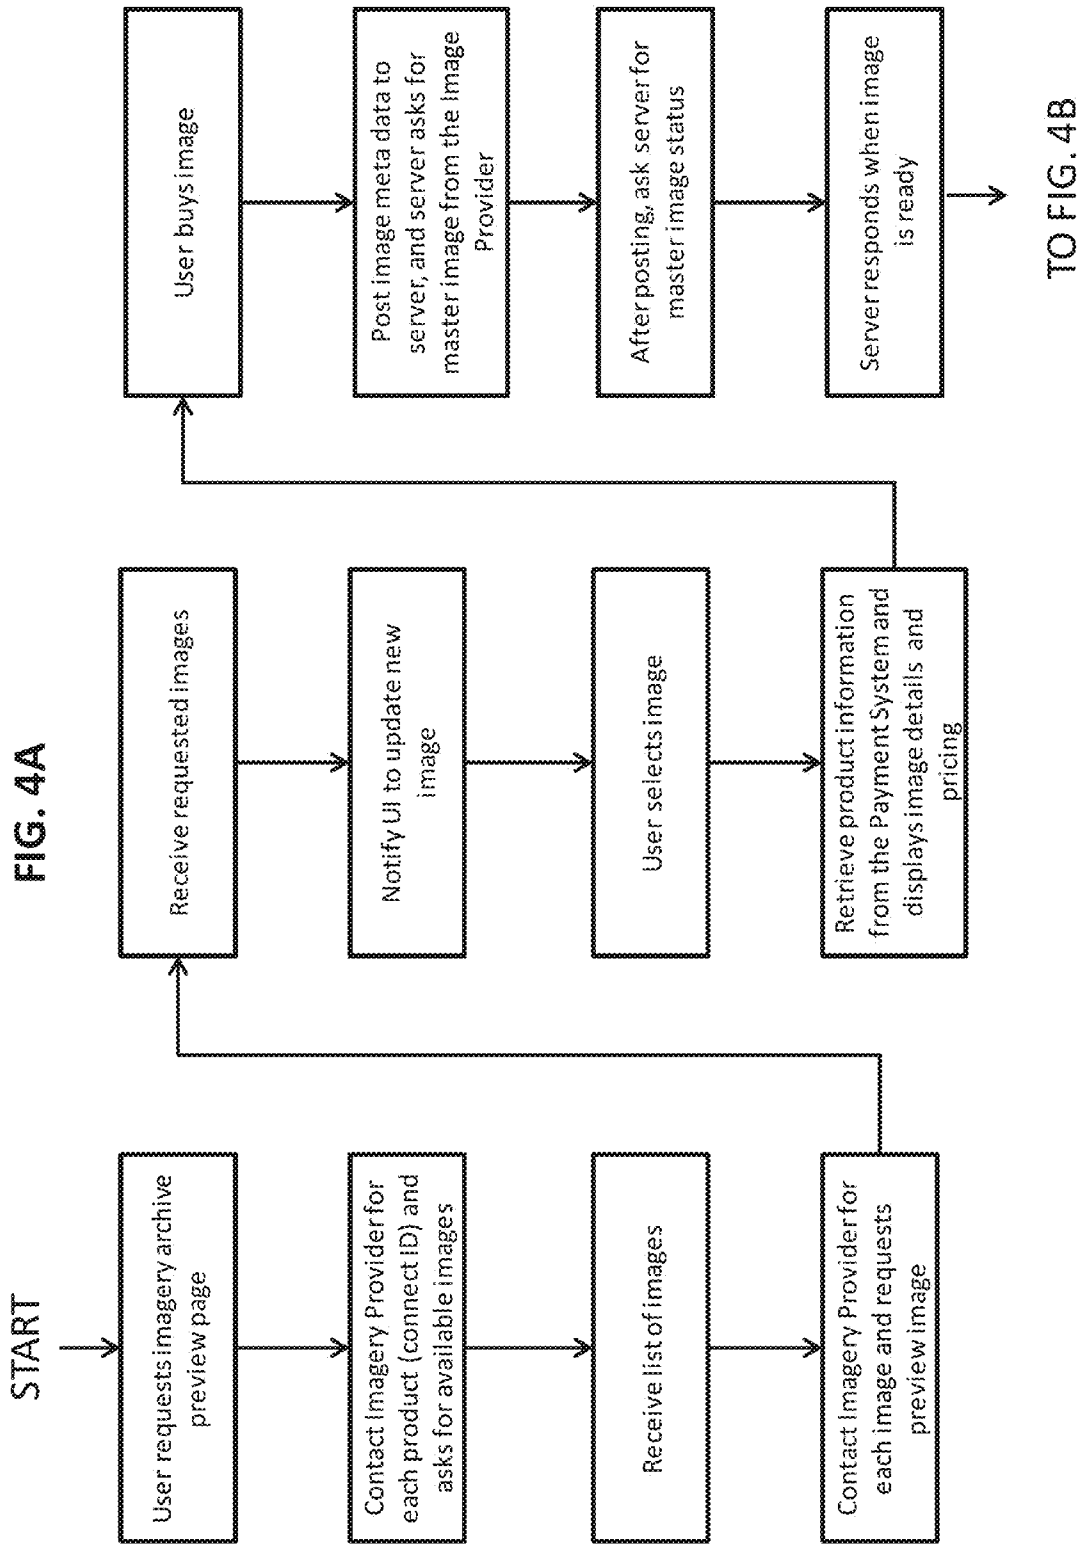 FIG. 4A
START
User requests imagery archive
preview page
Contact Imagery Provider for
each product (connect ID) and
asks for available images
Receive list of images
Contact Imagery Provider for
each image and requests
preview image
Receive requested images
Notify UI to update new
image
User selects image
Retrieve product information
from the Payment System and
displays image details and
pricing
User buys image
Post image meta data to
server, and server asks for
master image from the Image
Provider
After posting, ask server for
master image status
Server responds when image
is ready
TO FIG. 4B